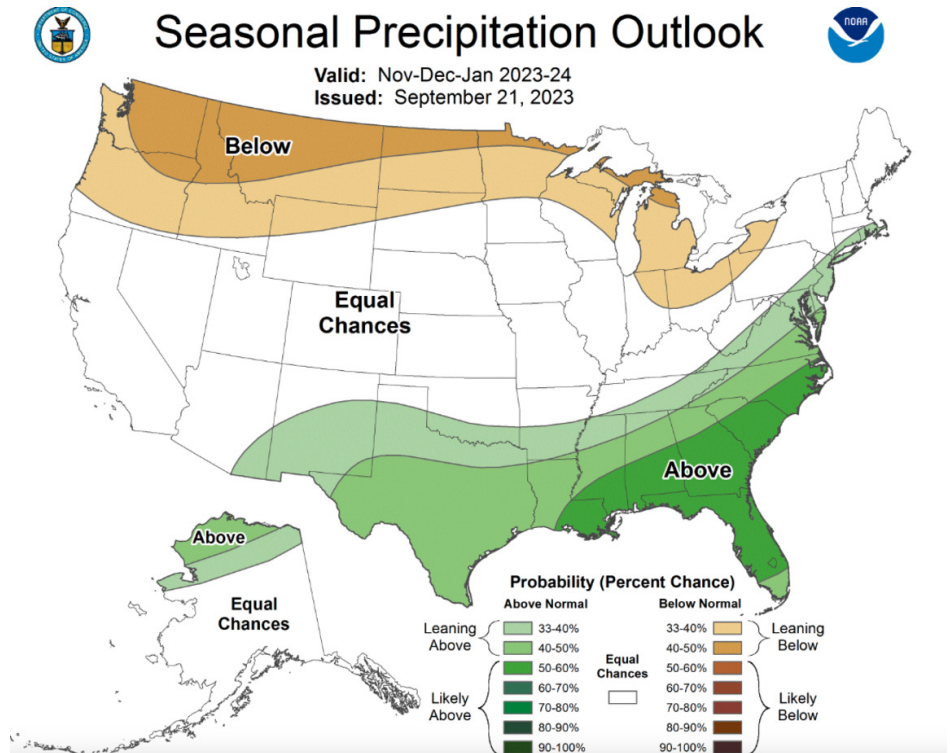 Seasonal Precipitation Outlook
NOAA
Valid: Nov-Dec-Jan 2023-24
Issued: September 21, 2023
Below
Equal
Chances
Above
Above
Equal
Chances
Probability (Percent Chance)
Above Normal
Below Normal
Leaning
Above
33-40%
40-50%
50-60%
60-70%
70-80%
80-90%
90-100%
Likely
Above
Equal
Chances
33-40%
40-50%
50-60%
60-70%
70-80%
80-90%
90-100%
Leaning
Below
Likely
Below